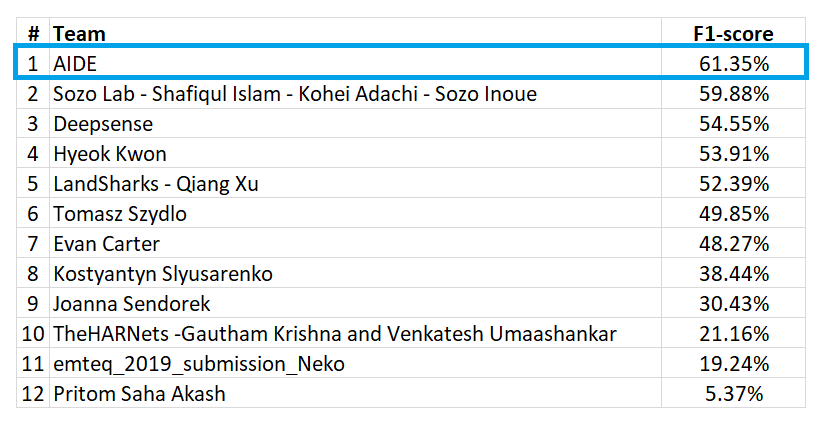 # Team F1-score
1 AIDE 61.35%
2 Sozo Lab - Shafiqul Islam - Kohei Adachi - Sozo Inoue 59.88%
3 Deepsense 54.55%
4 Hyeok Kwon 53.91%
5 LandSharks - Qiang Xu 52.39%
6 Tomasz Szydlo 49.85%
7 Evan Carter 48.27%
8 Kostyantyn Slyusarenko 38.44%
9 Joanna Sendorek 30.43%
10 TheHARNets -Gautham Krishna and Venkatesh Umaashankar 21.16%
11 emteq_2019_submission_Neko 19.24%
12 Pritom Saha Akash 5.37%